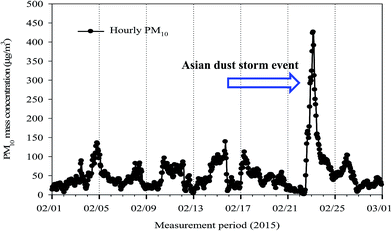 Hourly PM10
Asian dust storm event
PM10 mass concentration (μg/m³)
500
450
400
350
300
250
200
150
100
50
0
02/01 02/05 02/09 02/13 02/17 02/21 02/25 03/01
Measurement period (2015)